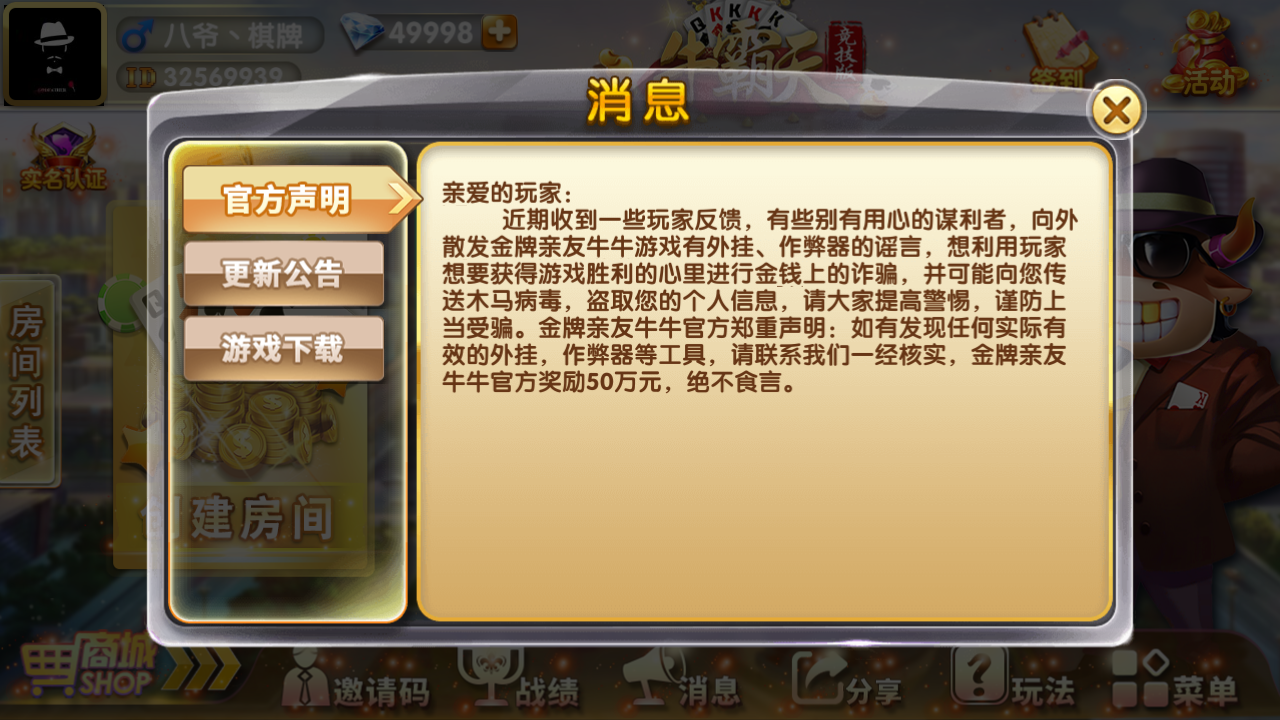 八爷丶棋牌
49998
ID 32569939
牛霸天
竞技版
签到
活动
实名认证
消息
官方声明
更新公告
游戏下载
亲爱的玩家：
近期收到一些玩家反馈，有些别有用心的谋利者，向外
散发金牌亲友牛牛游戏有外挂、作弊器的谣言，想利用玩家
想要获得游戏胜利的心里进行金钱上的诈骗，并可能向您传
送木马病毒，盗取您的个人信息，请大家提高警惕，谨防上
当受骗。金牌亲友牛牛官方郑重声明：如有发现任何实际有
效的外挂，作弊器等工具，请联系我们一经核实，金牌亲友
牛牛官方奖励50万元，绝不食言。
房间列表
创建房间
商城
SHOP
邀请码
战绩
消息
分享
玩法
菜单